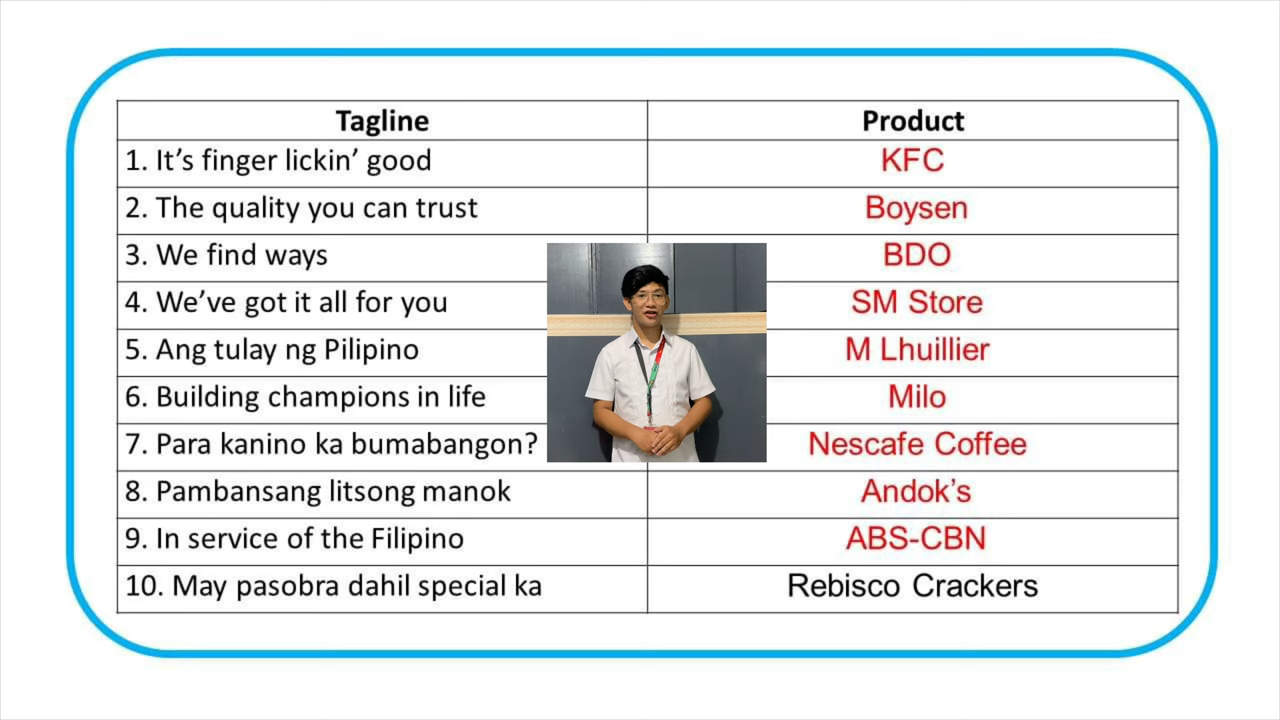 Tagline Product
1. It's finger lickin' good KFC
2. The quality you can trust Boysen
3. We find ways BDO
4. We've got it all for you SM Store
5. Ang tulay ng Pilipino M Lhuillier
6. Building champions in life Milo
7. Para kanino ka bumabangon? Nescafe Coffee
8. Pambansang litsong manok Andok's
9. In service of the Filipino ABS-CBN
10. May pasobra dahil special ka Rebisco Crackers